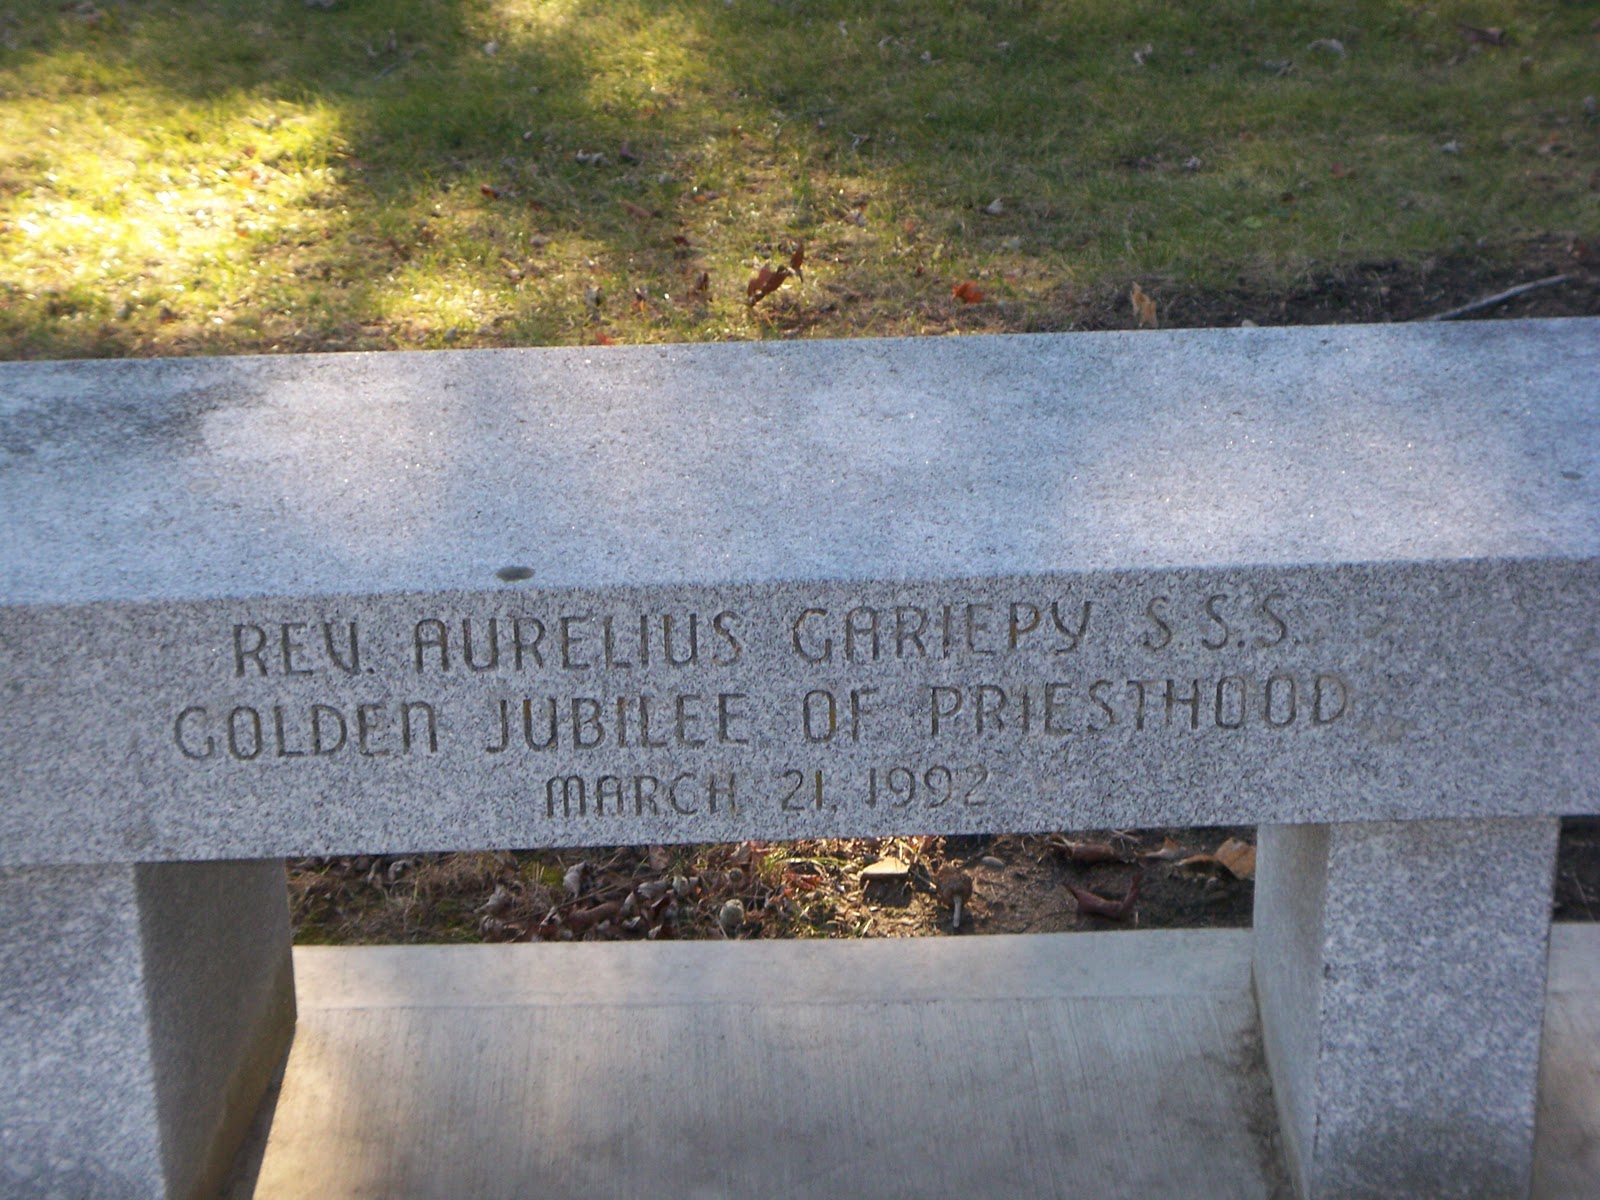 REV. AURELIUS GARIEPY S.S.S.
GOLDEN JUBILEE OF PRIESTHOOD
MARCH 21, 1992